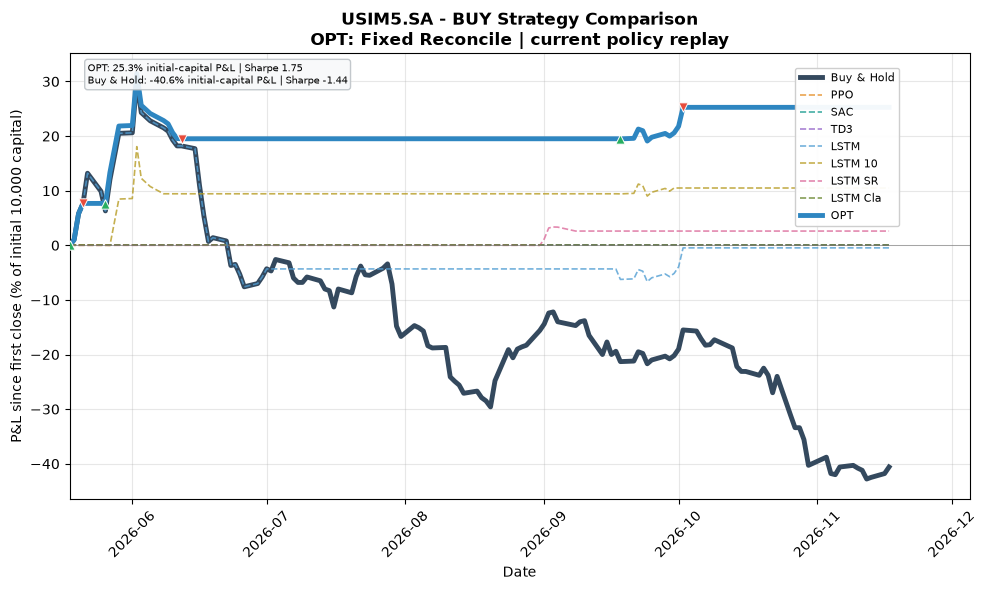 USIM5.SA - BUY Strategy Comparison
OPT: Fixed Reconcile | current policy replay
OPT: 25.3% initial-capital P&L | Sharpe 1.75
Buy & Hold: -40.6% initial-capital P&L | Sharpe -1.44
Buy & Hold
PPO
SAC
TD3
LSTM
LSTM 10
LSTM SR
LSTM Cla
OPT
P&L since first close (% of initial 10,000 capital)
30
20
10
0
−10
−20
−30
−40
2026-06
2026-07
2026-08
2026-09
2026-10
2026-11
2026-12
Date